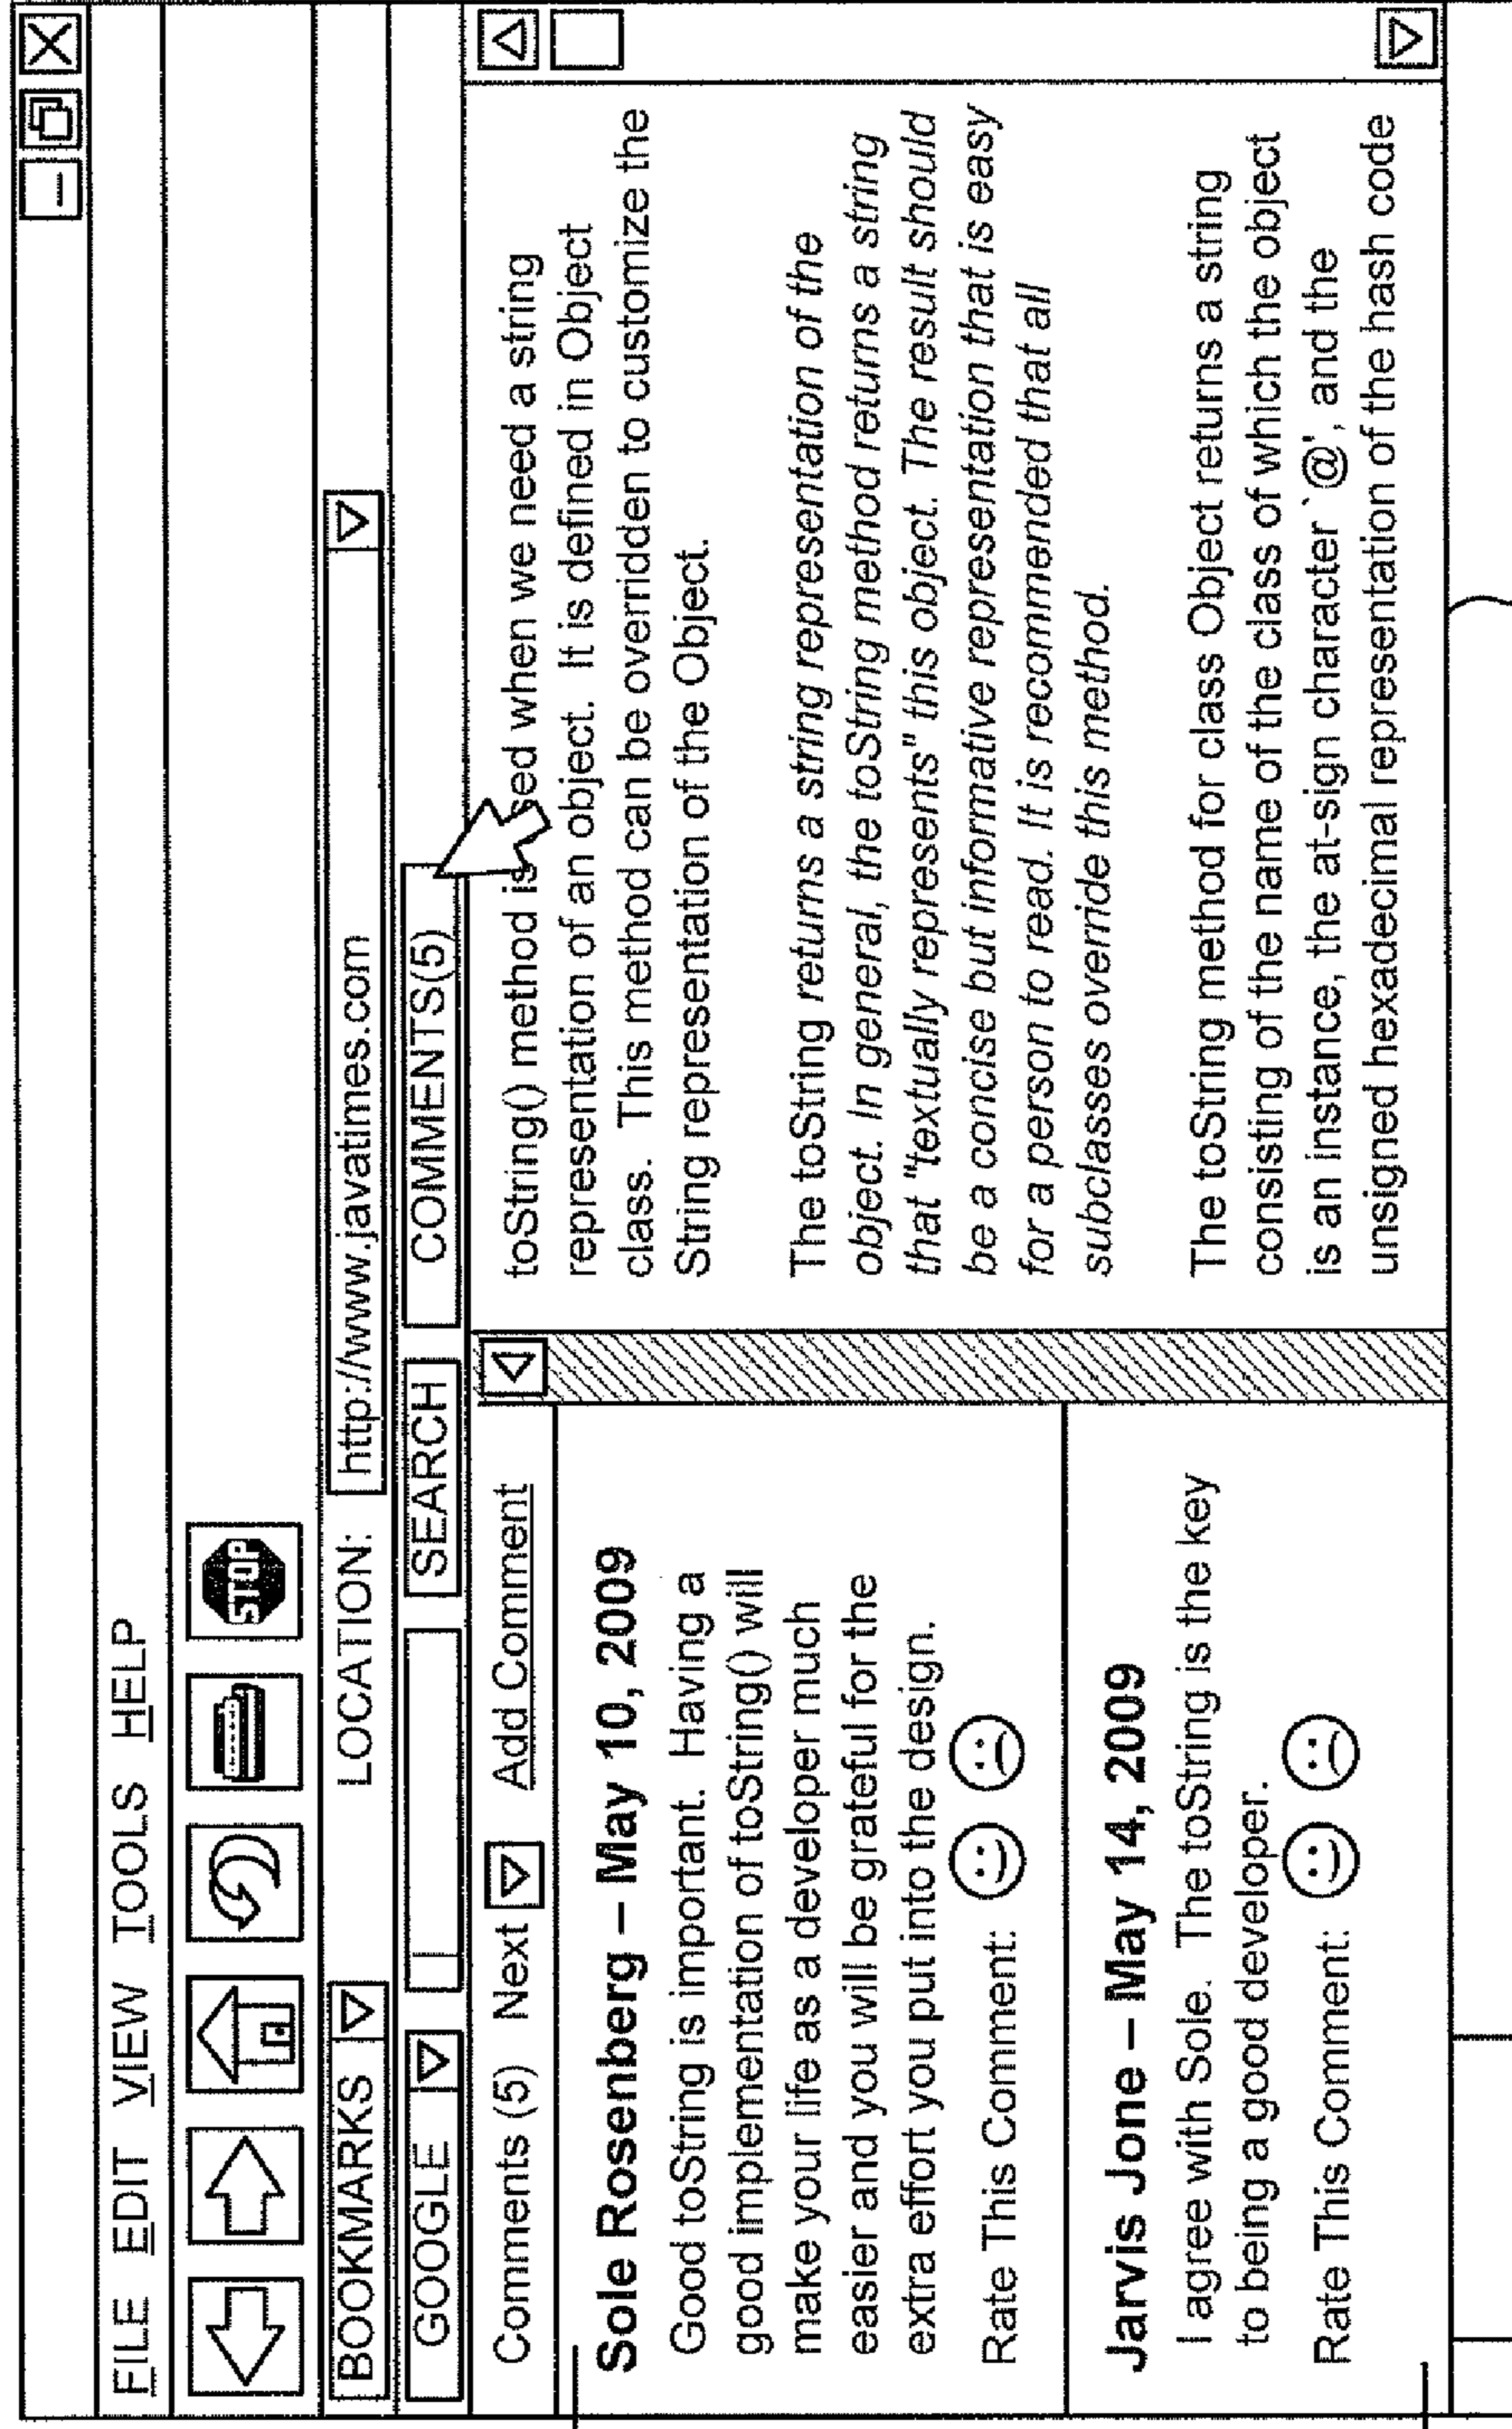 FILE EDIT VIEW TOOLS HELP
STOP
BOOKMARKS LOCATION: http://www.javatimes.com
GOOGLE SEARCH COMMENTS(5)
Comments (5) Next Add Comment
Sole Rosenberg – May 10, 2009
Good toString is important. Having a
good implementation of toString() will
make your life as a developer much
easier and you will be grateful for the
extra effort you put into the design.
Rate This Comment:
Jarvis Jone – May 14, 2009
I agree with Sole. The toString is the key
to being a good developer.
Rate This Comment:
toString() method is used when we need a string
representation of an object. It is defined in Object
class. This method can be overridden to customize the
String representation of the Object.
The toString returns a string representation of the
object. In general, the toString method returns a string
that "textually represents" this object. The result should
be a concise but informative representation that is easy
for a person to read. It is recommended that all
subclasses override this method.
The toString method for class Object returns a string
consisting of the name of the class of which the object
is an instance, the at-sign character `@', and the
unsigned hexadecimal representation of the hash code